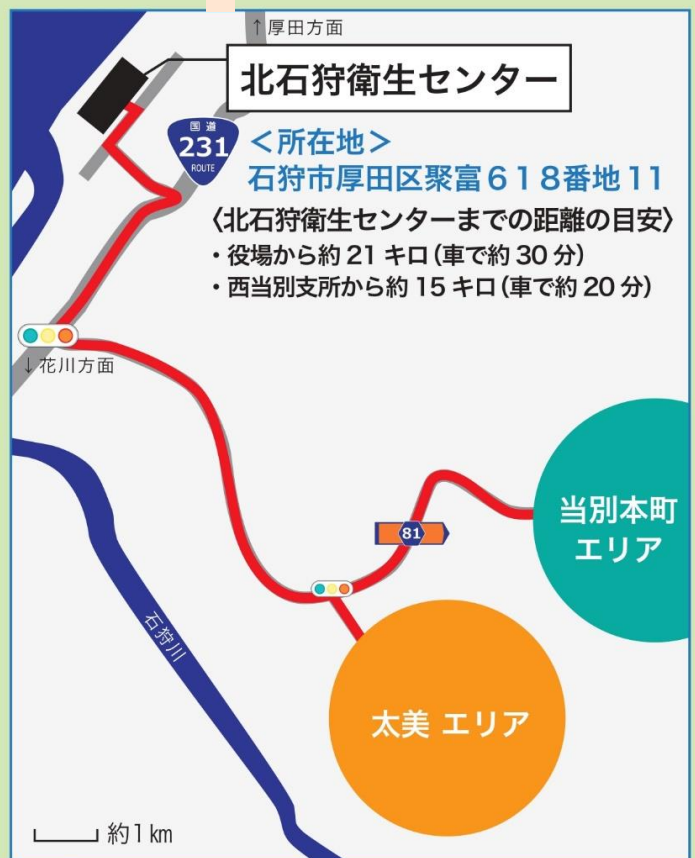 ↑厚田方面
北石狩衛生センター
国道
231
ROUTE
＜所在地＞
石狩市厚田区聚富６１８番地11
〈北石狩衛生センターまでの距離の目安〉
・役場から約 21 キロ(車で約 30 分)
・西当別支所から約 15 キロ(車で約 20 分)
↓花川方面
当別本町
エリア
81
石狩川
太美 エリア
約1㎞